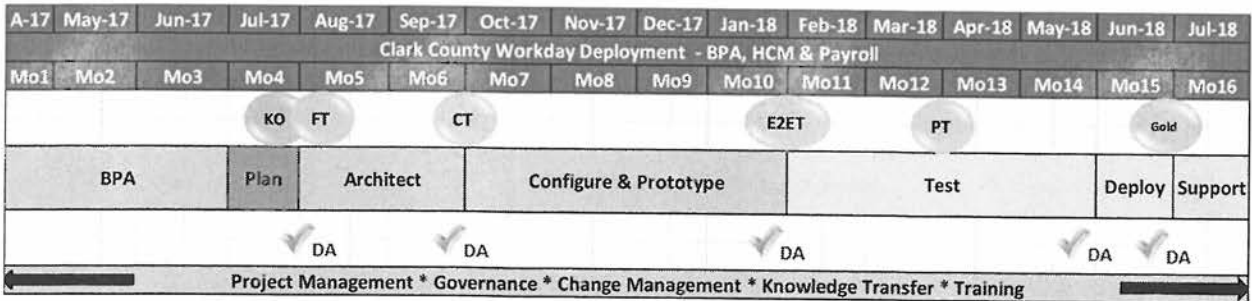 A-17 May-17 Jun-17 Jul-17 Aug-17 Sep-17 Oct-17 Nov-17 Dec-17 Jan-18 Feb-18 Mar-18 Apr-18 May-18 Jun-18 Jul-18
Clark County Workday Deployment - BPA, HCM & Payroll
Mo1 Mo2 Mo3 Mo4 Mo5 Mo6 Mo7 Mo8 Mo9 Mo10 Mo11 Mo12 Mo13 Mo14 Mo15 Mo16
KO FT CT E2ET PT Gold
BPA Plan Architect Configure & Prototype Test Deploy Support
DA DA DA DA DA
Project Management * Governance * Change Management * Knowledge Transfer * Training